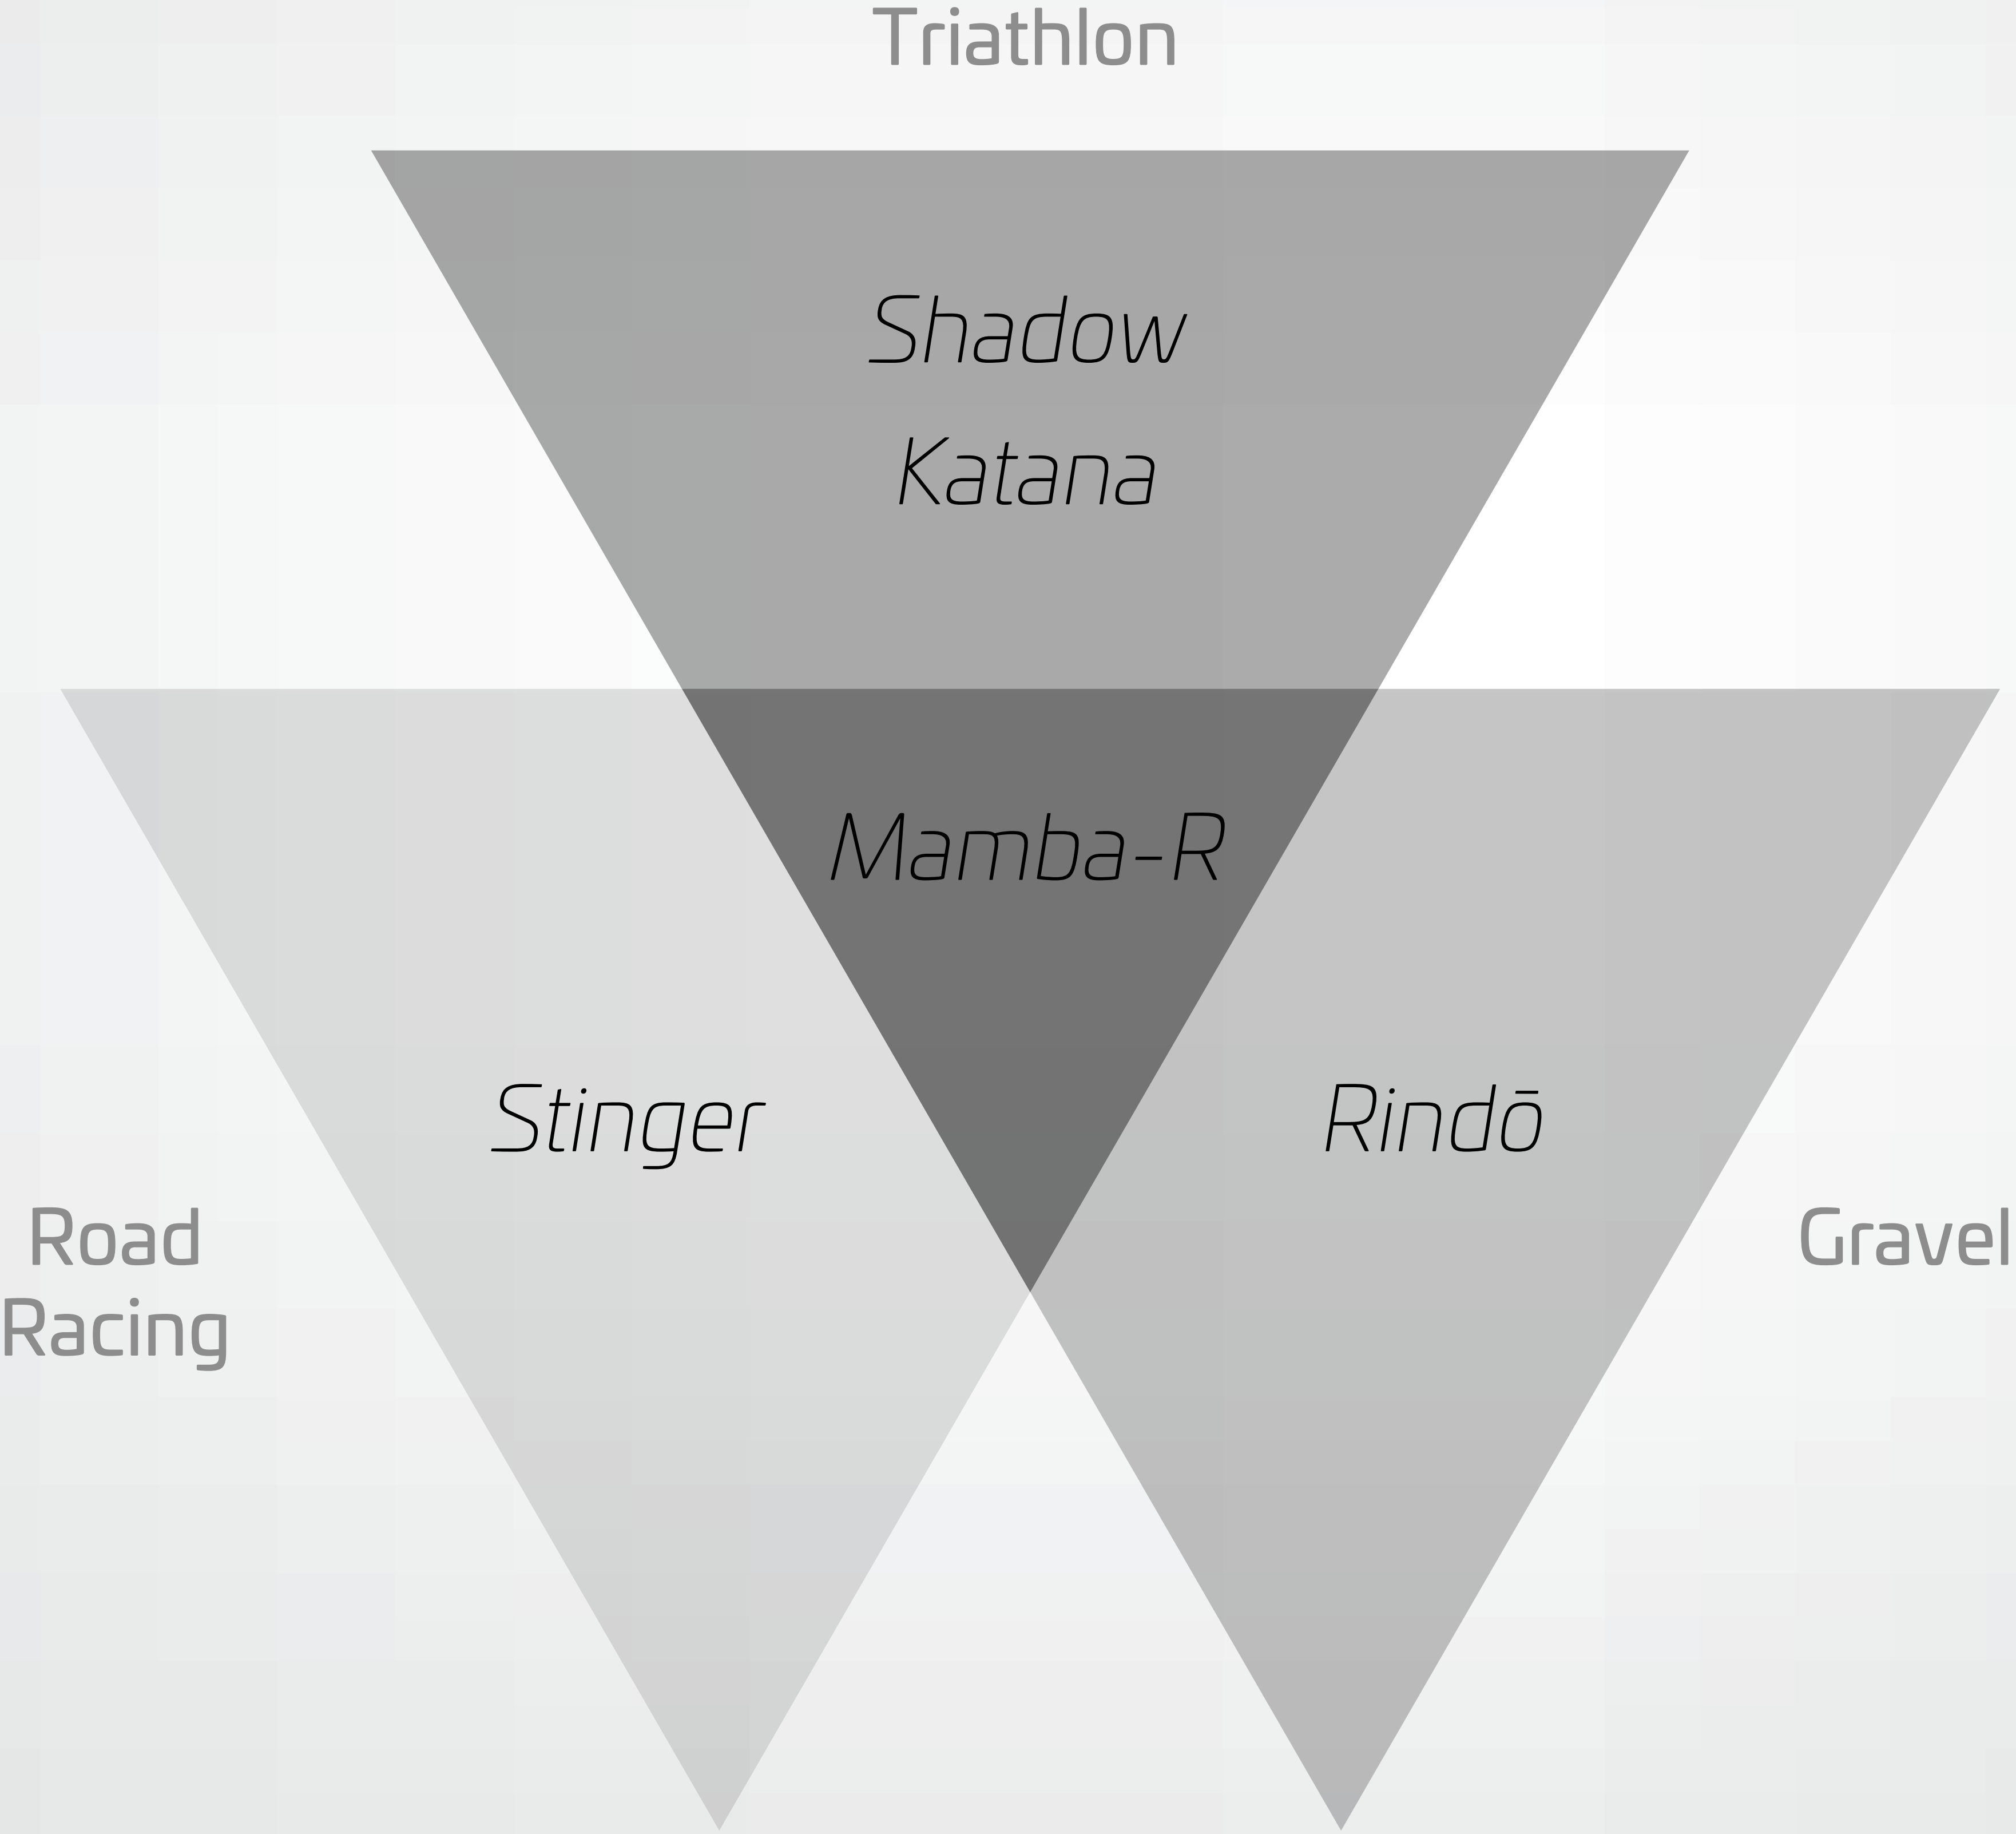 Triathlon
Shadow
Katana
Mamba-R
Stinger
Rindō
Road
Racing
Gravel